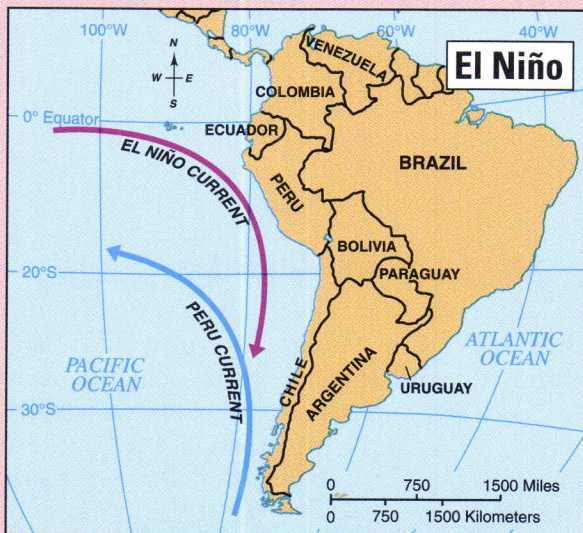 100°W
80°W
60°W
40°W
El Niño
N
W E
S
VENEZUELA
COLOMBIA
0° Equator
ECUADOR
EL NIÑO CURRENT
PERU
BRAZIL
BOLIVIA
20°S
PARAGUAY
PERU CURRENT
PACIFIC
OCEAN
CHILE
ARGENTINA
ATLANTIC
OCEAN
URUGUAY
30°S
0 750 1500 Miles
0 750 1500 Kilometers